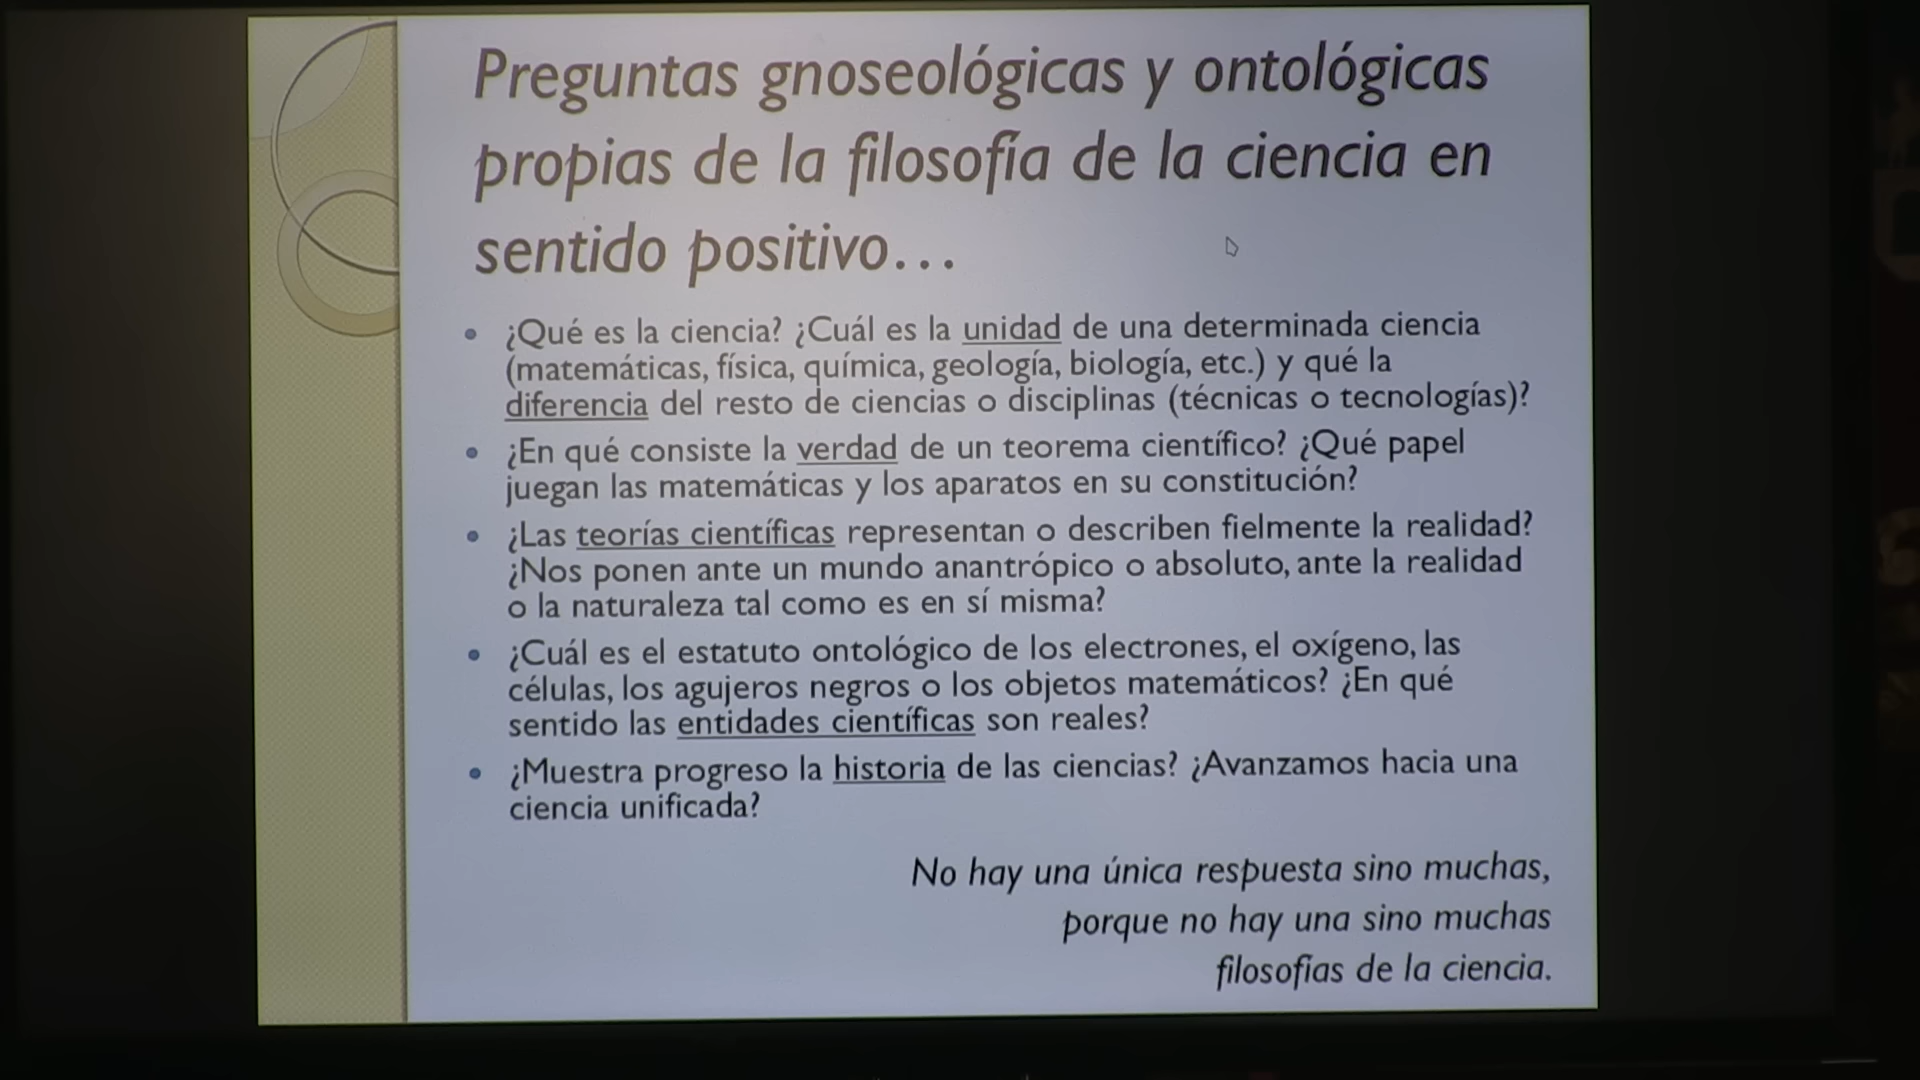 Preguntas gnoseológicas y ontológicas
propias de la filosofía de la ciencia en
sentido positivo…
• ¿Qué es la ciencia? ¿Cuál es la unidad de una determinada ciencia
(matemáticas, física, química, geología, biología, etc.) y qué la
diferencia del resto de ciencias o disciplinas (técnicas o tecnologías)?
• ¿En qué consiste la verdad de un teorema científico? ¿Qué papel
juegan las matemáticas y los aparatos en su constitución?
• ¿Las teorías científicas representan o describen fielmente la realidad?
¿Nos ponen ante un mundo anantrópico o absoluto, ante la realidad
o la naturaleza tal como es en sí misma?
• ¿Cuál es el estatuto ontológico de los electrones, el oxígeno, las
células, los agujeros negros o los objetos matemáticos? ¿En qué
sentido las entidades científicas son reales?
• ¿Muestra progreso la historia de las ciencias? ¿Avanzamos hacia una
ciencia unificada?
No hay una única respuesta sino muchas,
porque no hay una sino muchas
filosofías de la ciencia.